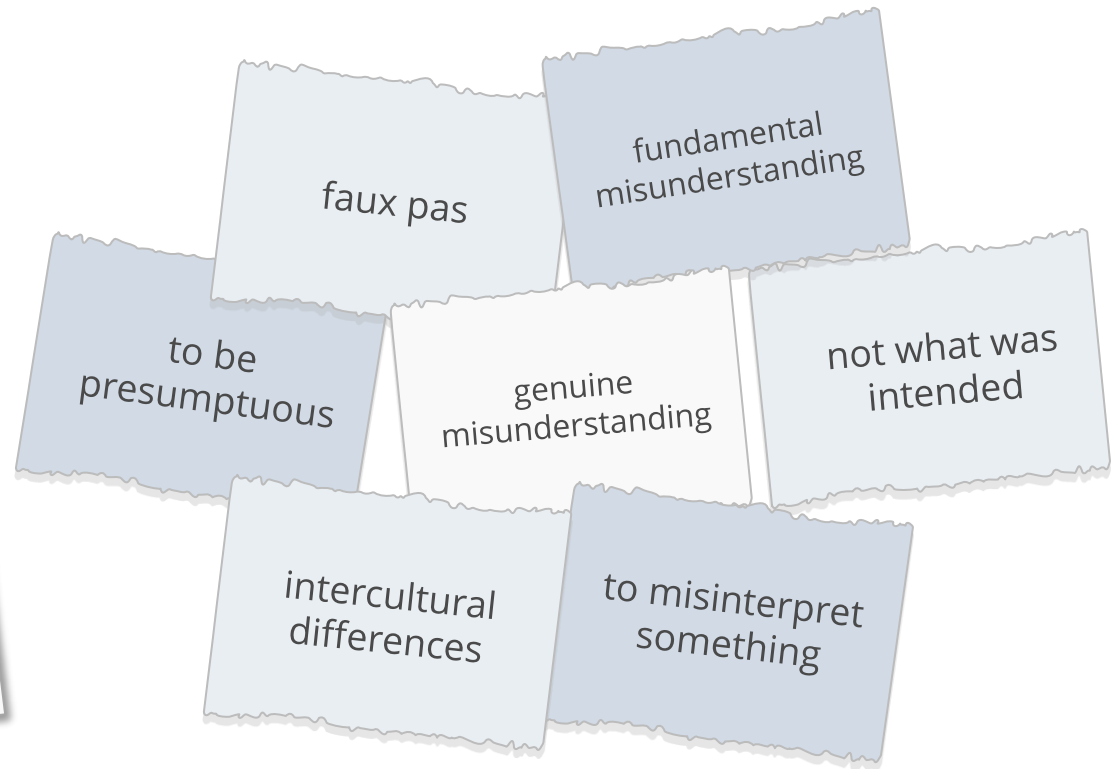 faux pas
fundamental
misunderstanding
to be
presumptuous
genuine
misunderstanding
not what was
intended
intercultural
differences
to misinterpret
something